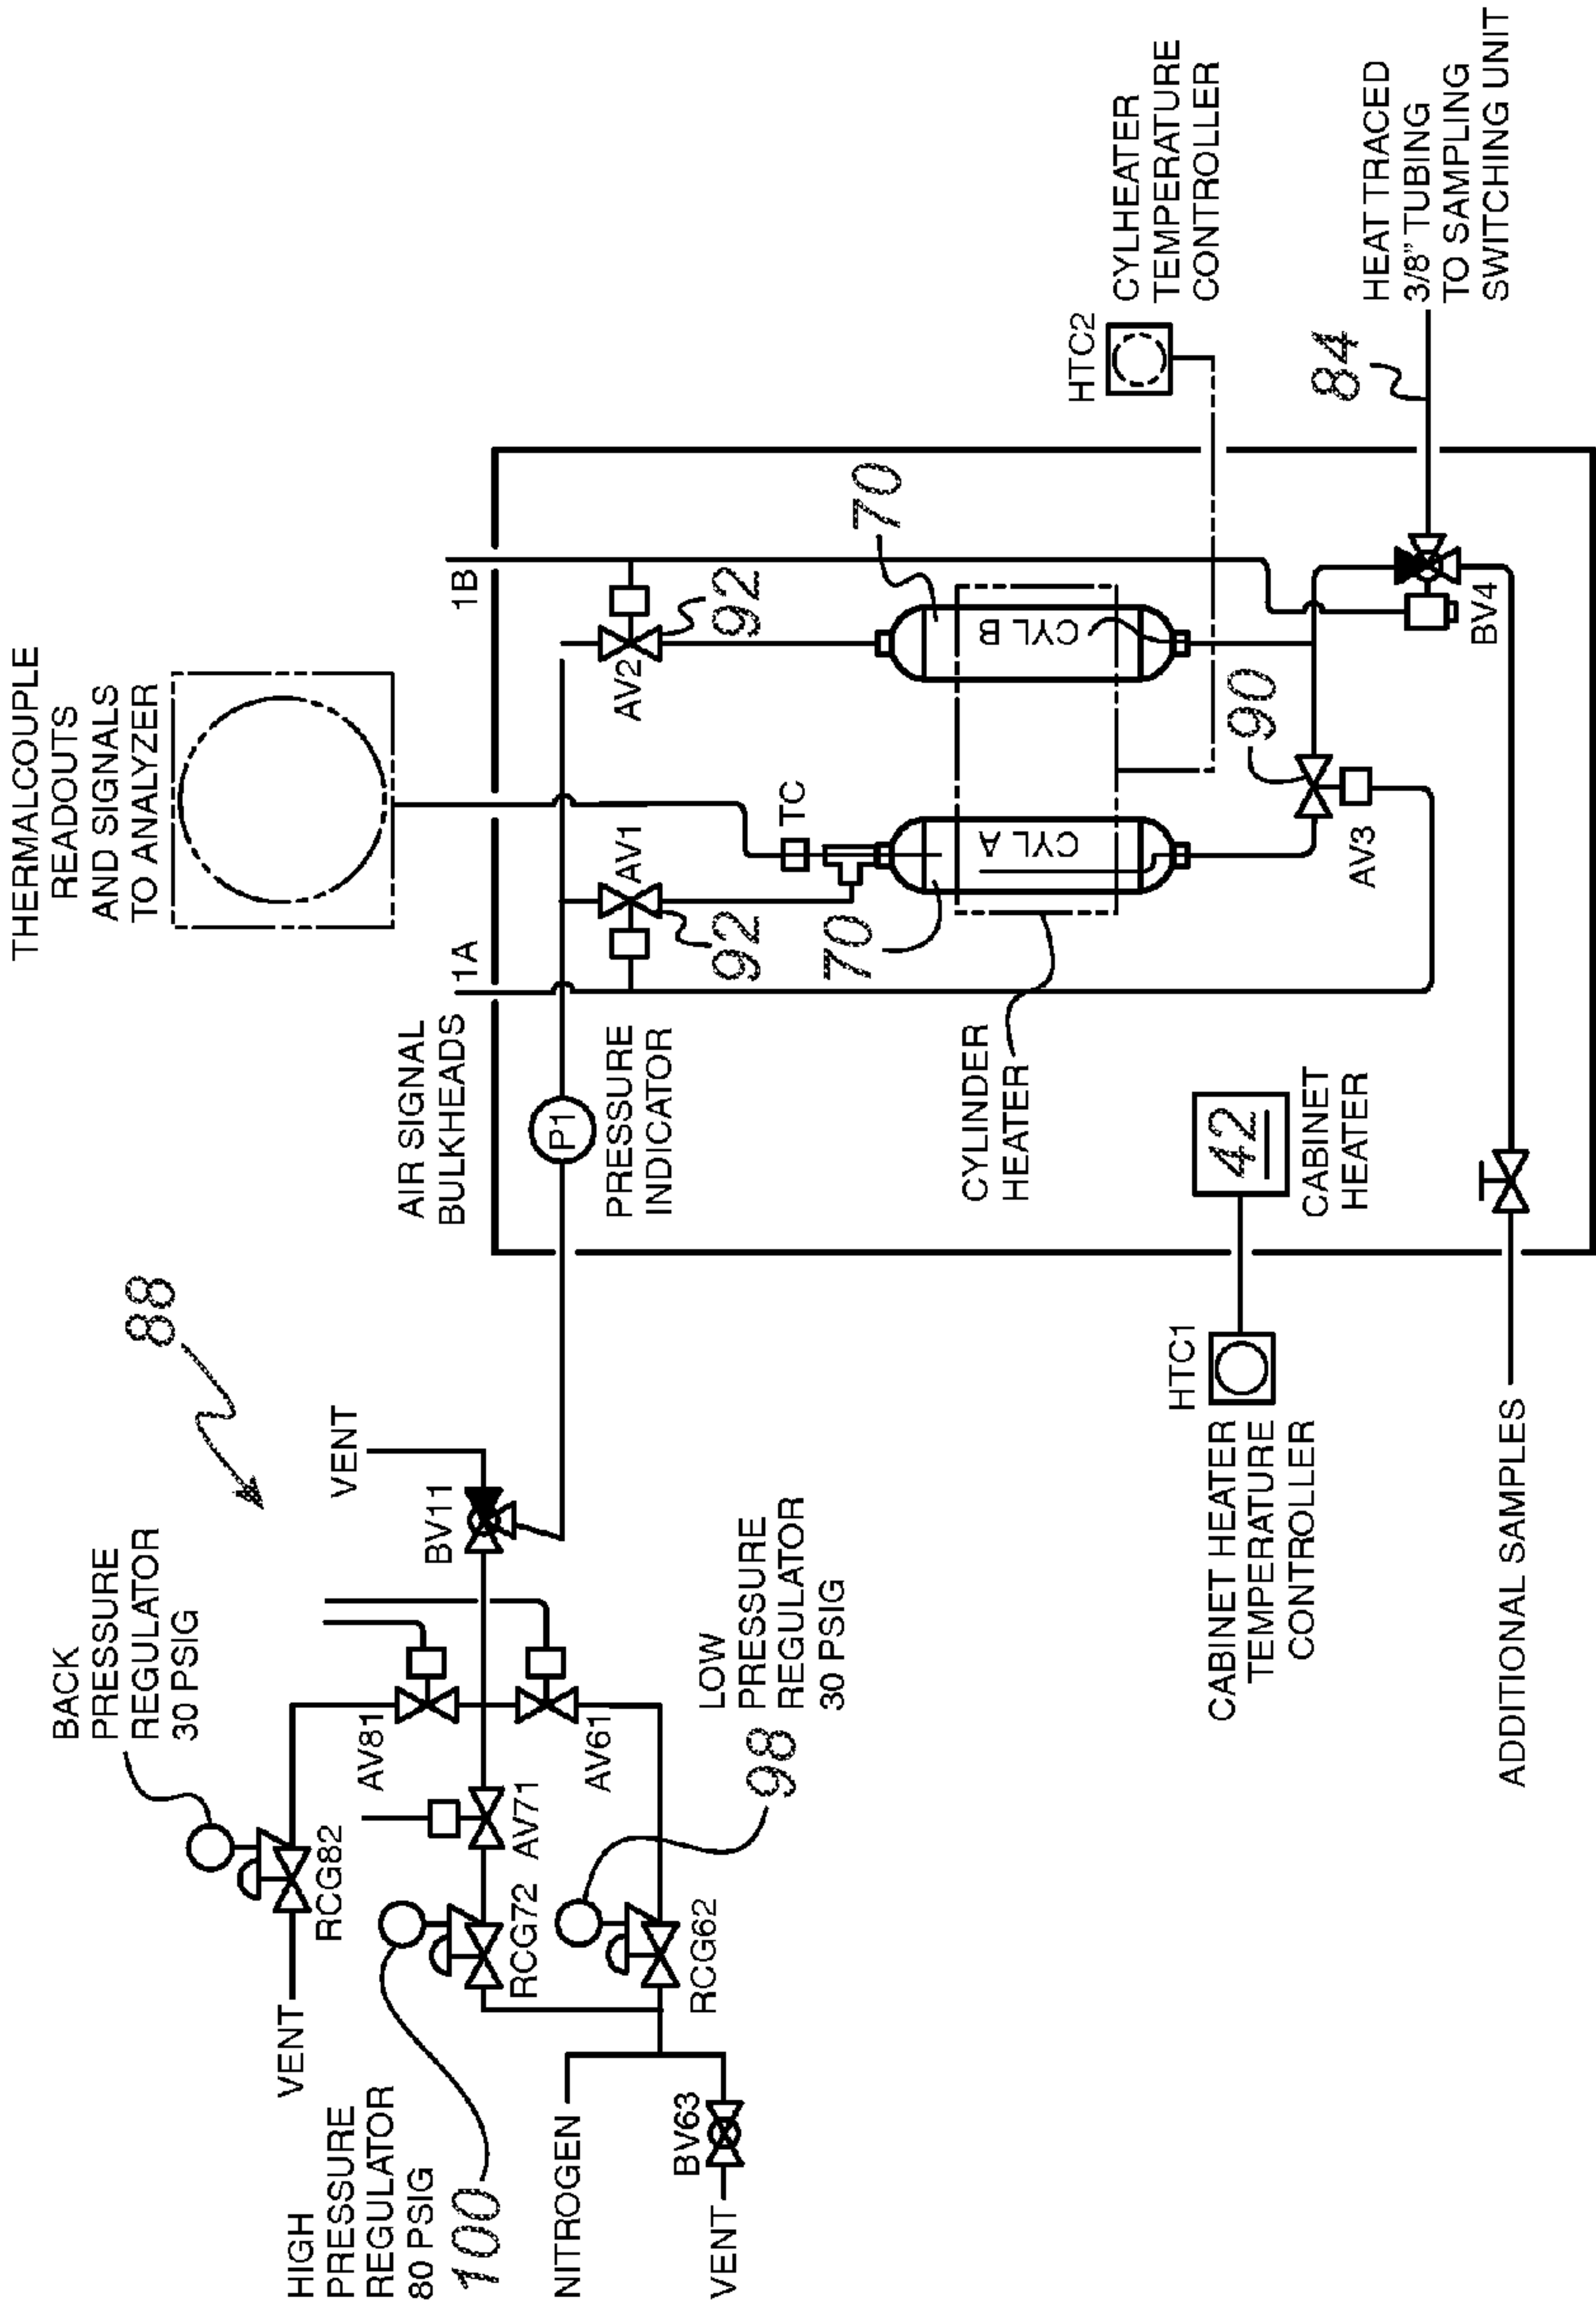 88
BACK
PRESSURE
REGULATOR
30 PSIG
VENT
RCG82
AV81
HIGH
PRESSURE
REGULATOR
80 PSIG
100
RCG72
AV71
BV11
VENT
NITROGEN
VENT
BV63
RCG62
AV61
98
LOW
PRESSURE
REGULATOR
30 PSIG
THERMALCOUPLE
READOUTS
AND SIGNALS
TO ANALYZER
AIR SIGNAL
BULKHEADS
1A
1B
P1
PRESSURE
INDICATOR
AV1
92
TC
AV2
92
70
70
CYL A
CYL B
CYLINDER
HEATER
90
AV3
BV4
HTC2
CYLHEATER
TEMPERATURE
CONTROLLER
84
HEAT TRACED
3/8" TUBING
TO SAMPLING
SWITCHING UNIT
42
CABINET
HEATER
HTC1
CABINET HEATER
TEMPERATURE
CONTROLLER
ADDITIONAL SAMPLES